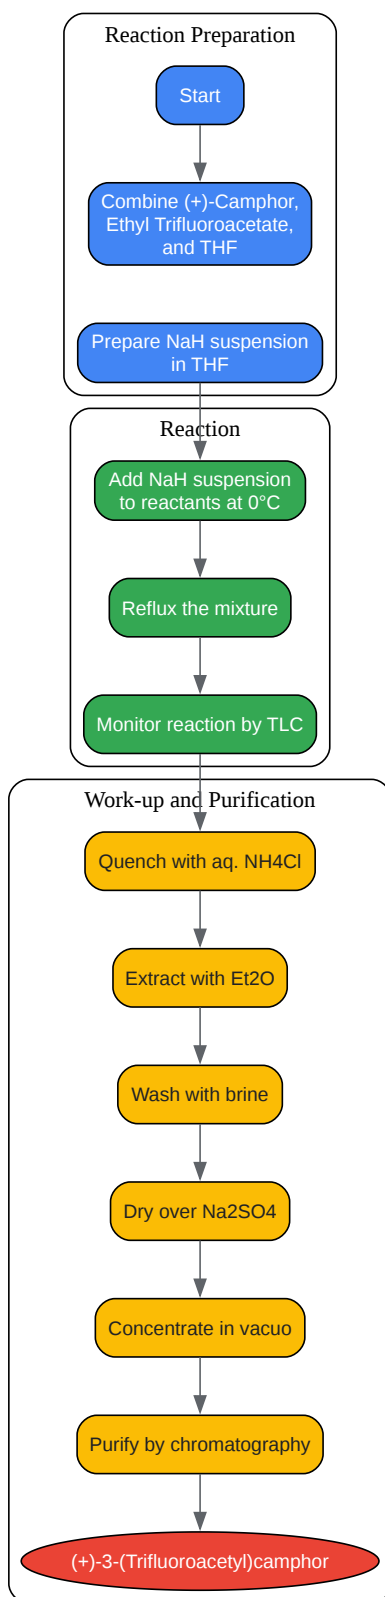 Reaction Preparation
Start
Combine (+)-Camphor,
Ethyl Trifluoroacetate,
and THF
Prepare NaH suspension
in THF
Reaction
Add NaH suspension
to reactants at 0°C
Reflux the mixture
Monitor reaction by TLC
Work-up and Purification
Quench with aq. NH4Cl
Extract with Et2O
Wash with brine
Dry over Na2SO4
Concentrate in vacuo
Purify by chromatography
(+)-3-(Trifluoroacetyl)camphor